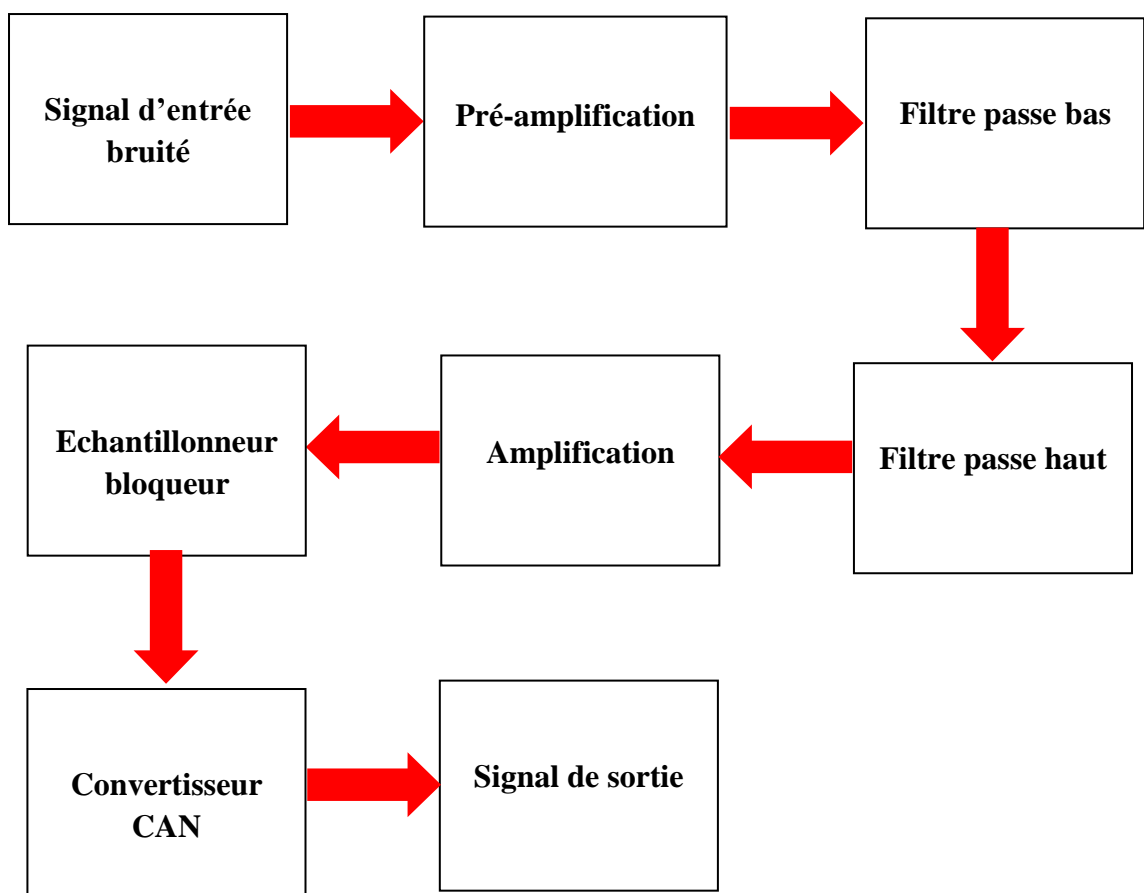 Signal d’entrée
bruité
Pré-amplification
Filtre passe bas
Filtre passe haut
Amplification
Echantillonneur
bloqueur
Convertisseur
CAN
Signal de sortie